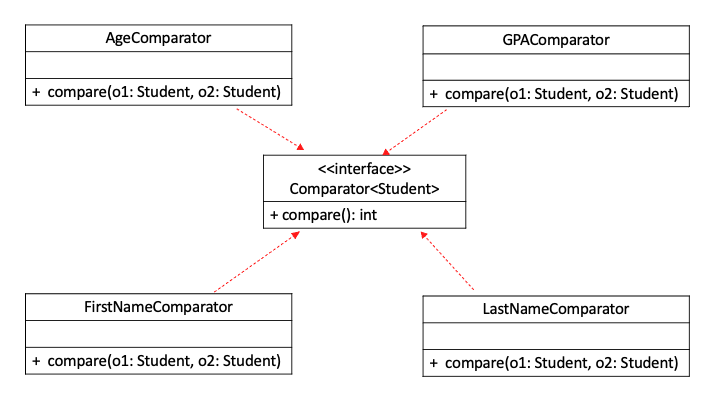 AgeComparator
+ compare(o1: Student, o2: Student)
GPAComparator
+ compare(o1: Student, o2: Student)
<<interface>>
Comparator<Student>
+ compare(): int
FirstNameComparator
+ compare(o1: Student, o2: Student)
LastNameComparator
+ compare(o1: Student, o2: Student)